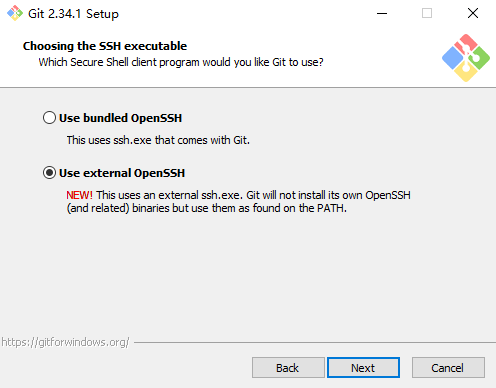 Git 2.34.1 Setup
Choosing the SSH executable
Which Secure Shell client program would you like Git to use?
Use bundled OpenSSH
This uses ssh.exe that comes with Git.
Use external OpenSSH
NEW! This uses an external ssh.exe. Git will not install its own OpenSSH
(and related) binaries but use them as found on the PATH.
https://gitforwindows.org/
Back
Next
Cancel